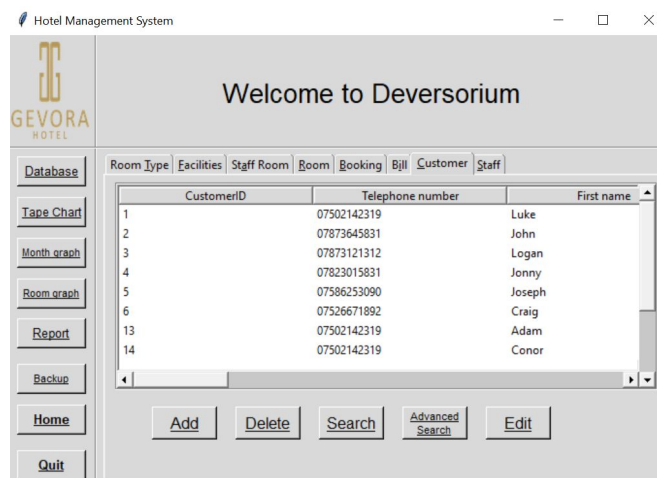 Hotel Management System
GEVORA
HOTEL
Welcome to Deversorium
Database
Tape Chart
Month graph
Room graph
Report
Backup
Home
Quit
Room Type Facilities Staff Room Room Booking Bill Customer Staff
CustomerID Telephone number First name
1 07502142319 Luke
2 07873645831 John
3 07873121312 Logan
4 07823015831 Jonny
5 07586253090 Joseph
6 07526671892 Craig
13 07502142319 Adam
14 07502142319 Conor
Add Delete Search Advanced Search Edit